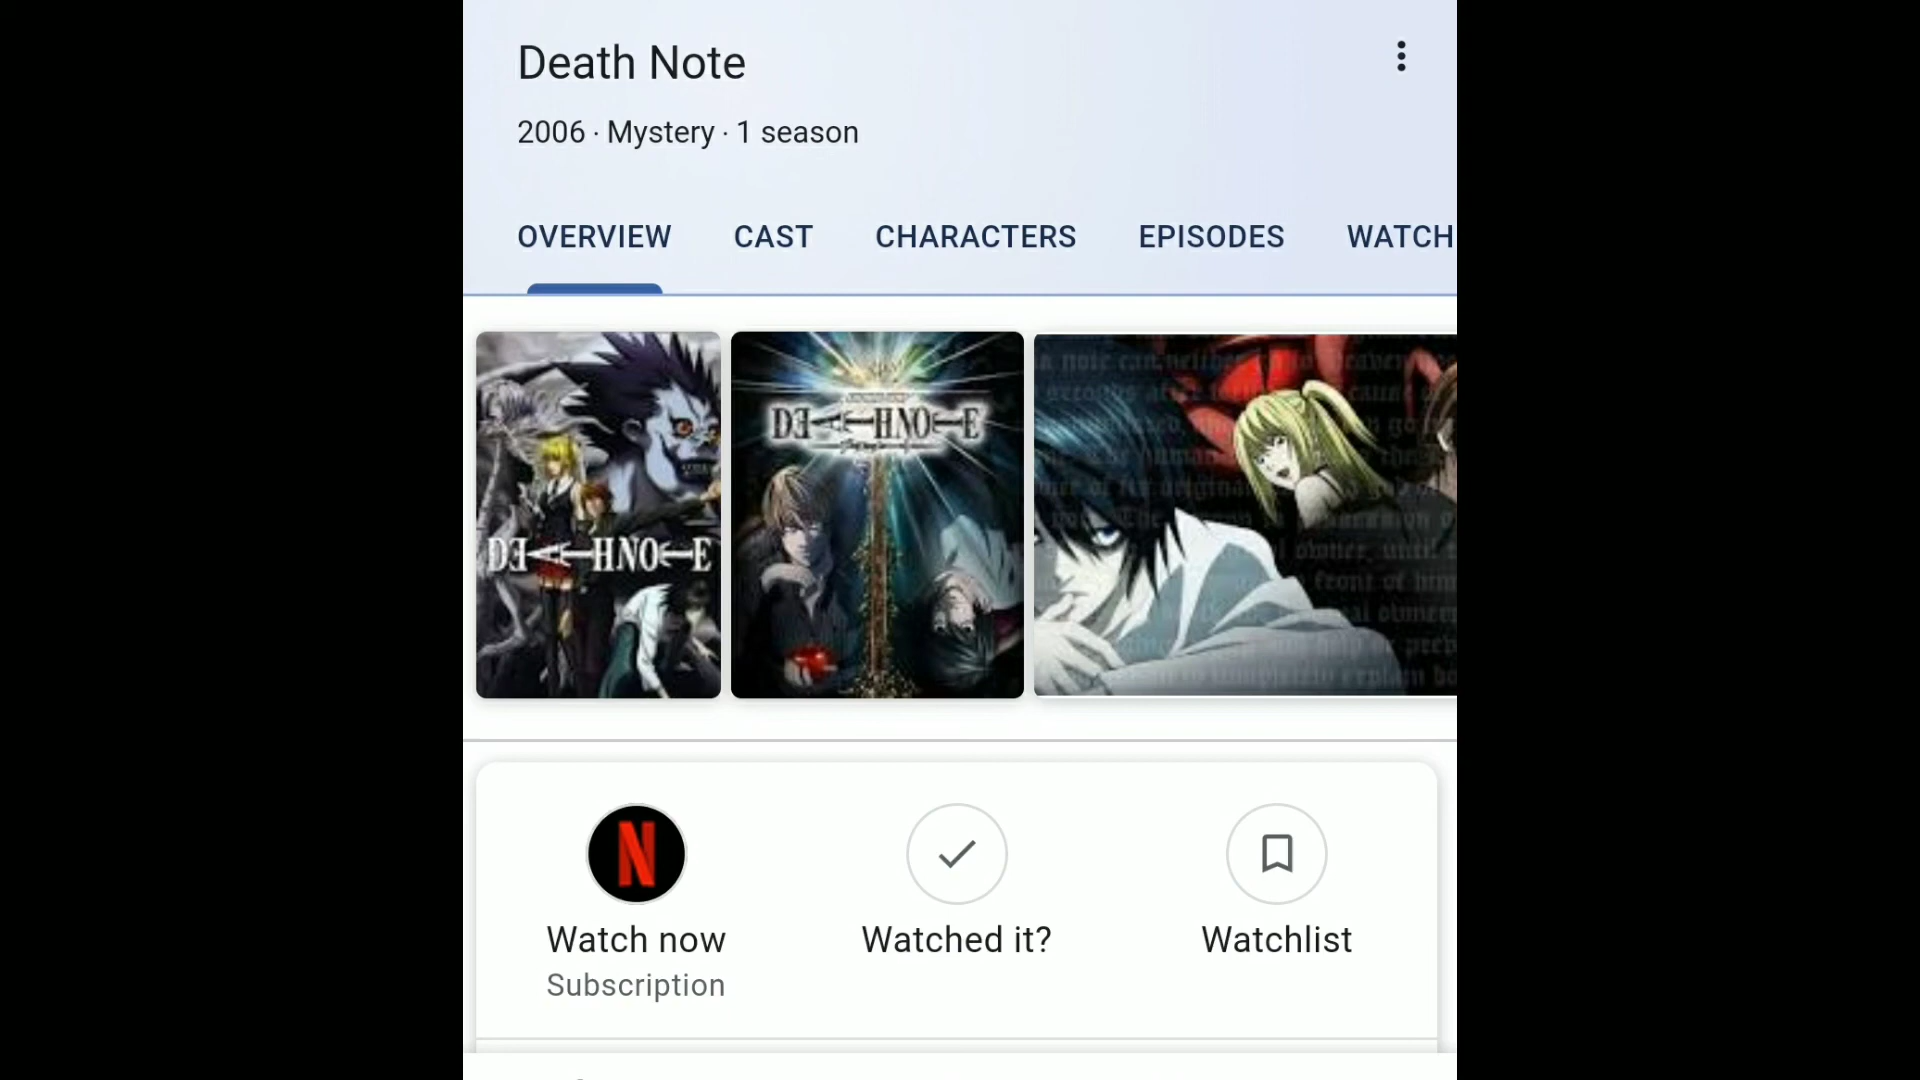 Death Note
2006 · Mystery · 1 season
OVERVIEW CAST CHARACTERS EPISODES WATCH
DEATH NOTE
DEATH NOTE
N
Watch now
Subscription
Watched it?
Watchlist